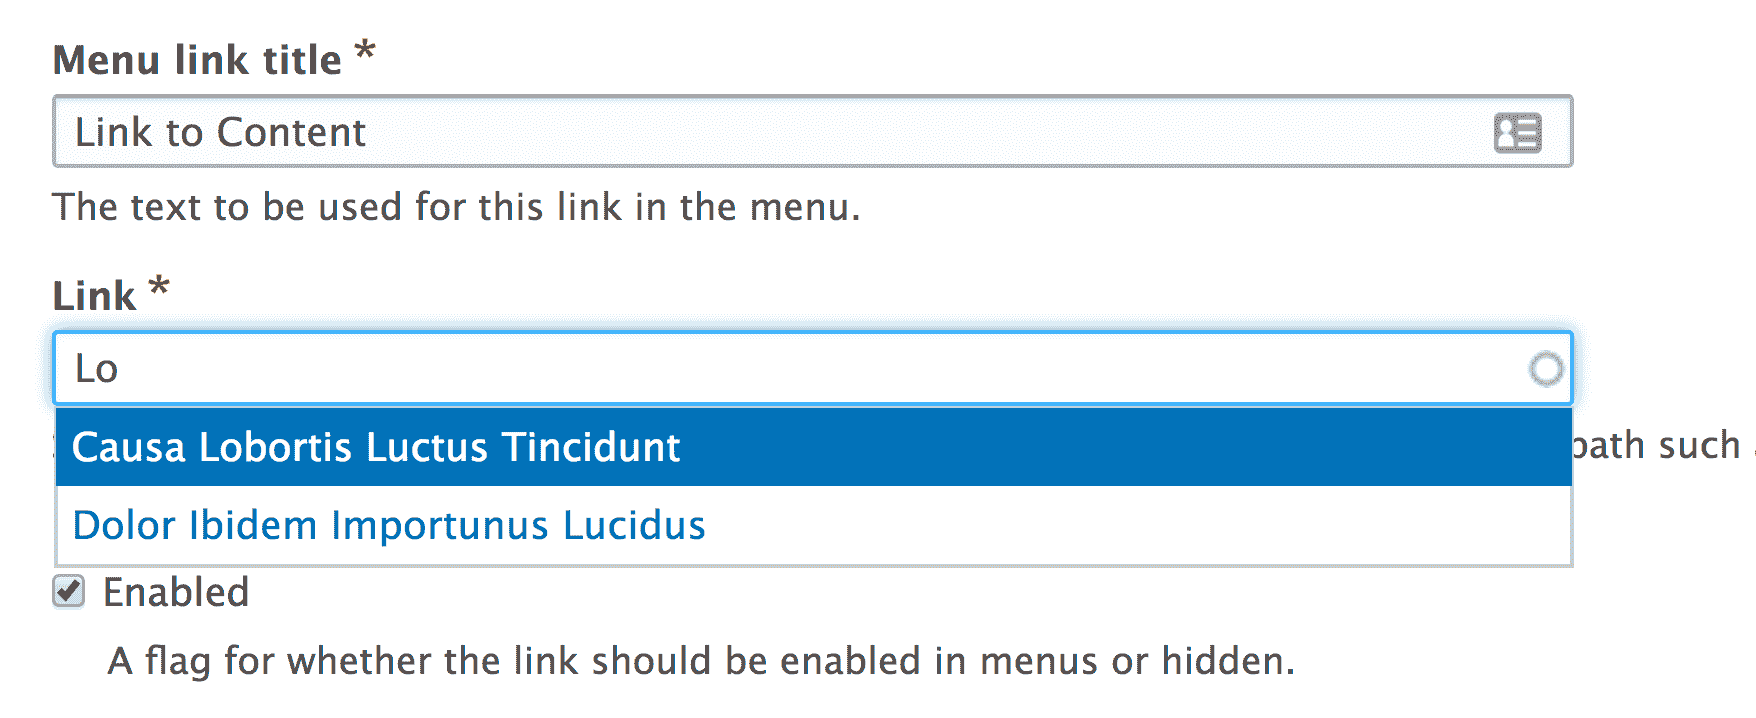 Menu link title *
Link to Content
The text to be used for this link in the menu.
Link *
Lo
Causa Lobortis Luctus Tincidunt
path such
Dolor Ibidem Importunus Lucidus
Enabled
A flag for whether the link should be enabled in menus or hidden.